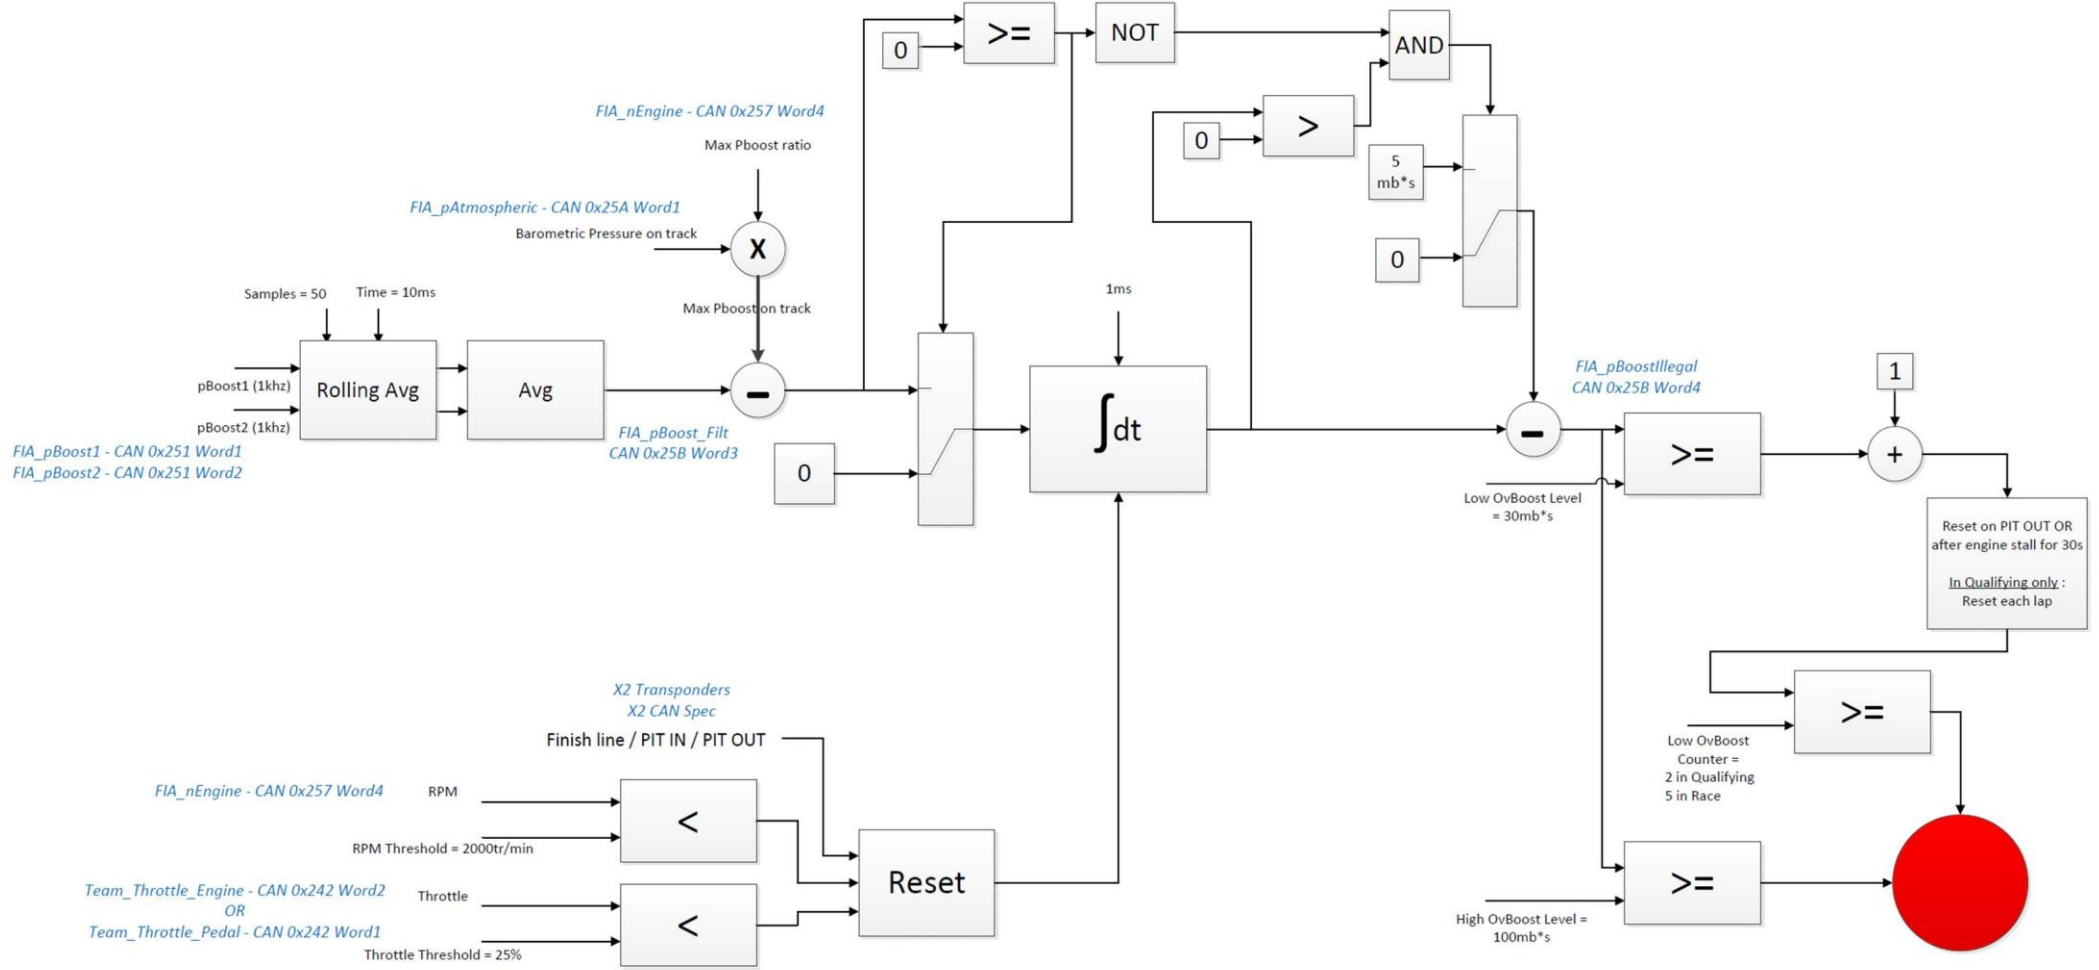 >=
NOT
AND
0
FIA_nEngine - CAN 0x257 Word4
Max Pboost ratio
>
0
5
mb*s
FIA_pAtmospheric - CAN 0x25A Word1
Barometric Pressure on track
X
0
Samples = 50
Time = 10ms
Max Pboost on track
1ms
pBoost1 (1khz)
pBoost2 (1khz)
Rolling Avg
Avg
-
FIA_pBoost1 - CAN 0x251 Word1
FIA_pBoost2 - CAN 0x251 Word2
FIA_pBoost_Filt
CAN 0x25B Word3
0
∫dt
-
FIA_pBoostIllegal
CAN 0x25B Word4
>=
1
+
Low OvBoost Level
= 30mb*s
Reset on PIT OUT OR
after engine stall for 30s
In Qualifying only :
Reset each lap
X2 Transponders
X2 CAN Spec
Finish line / PIT IN / PIT OUT
>=
Low OvBoost
Counter =
2 in Qualifying
5 in Race
FIA_nEngine - CAN 0x257 Word4
RPM
<
RPM Threshold = 2000tr/min
Team_Throttle_Engine - CAN 0x242 Word2
OR
Team_Throttle_Pedal - CAN 0x242 Word1
Throttle
<
Throttle Threshold = 25%
Reset
>=
High OvBoost Level =
100mb*s